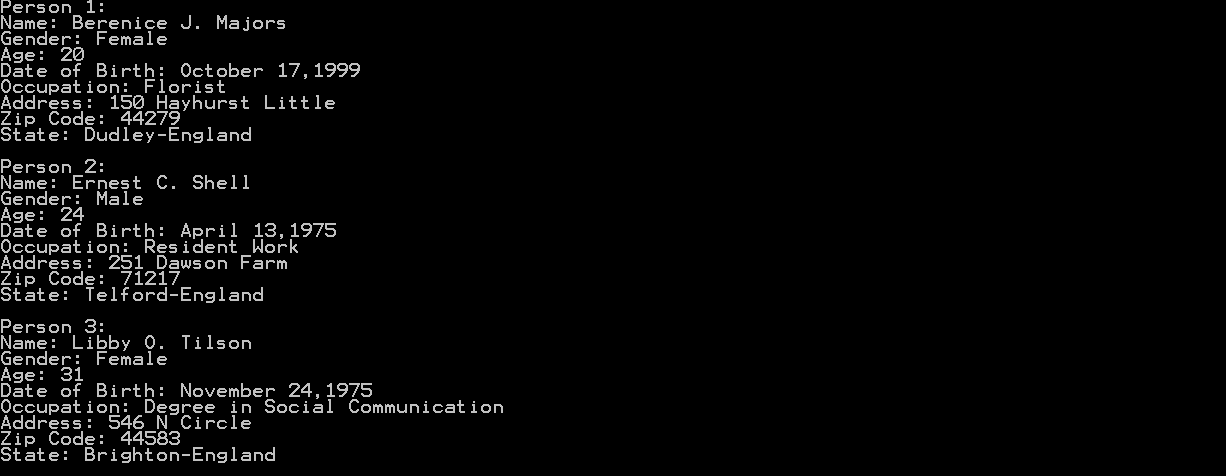 Person 1:
Name: Berenice J. Majors
Gender: Female
Age: 20
Date of Birth: October 17,1999
Occupation: Florist
Address: 150 Hayhurst Little
Zip Code: 44279
State: Dudley-England
Person 2:
Name: Ernest C. Shell
Gender: Male
Age: 24
Date of Birth: April 13,1975
Occupation: Resident Work
Address: 251 Dawson Farm
Zip Code: 71217
State: Telford-England
Person 3:
Name: Libby O. Tilson
Gender: Female
Age: 31
Date of Birth: November 24,1975
Occupation: Degree in Social Communication
Address: 546 N Circle
Zip Code: 44583
State: Brighton-England